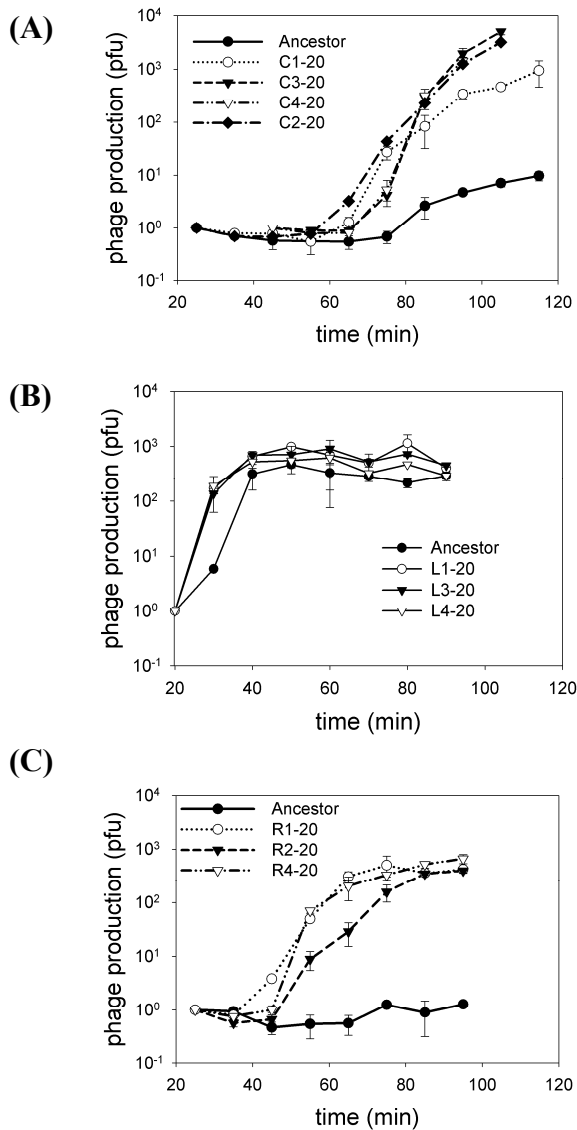 (A)
phage production (pfu)
10^4
10^3
10^2
10^1
10^0
10^-1
Ancestor
C1-20
C3-20
C4-20
C2-20
20 40 60 80 100 120
time (min)
(B)
phage production (pfu)
10^4
10^3
10^2
10^1
10^0
10^-1
Ancestor
L1-20
L3-20
L4-20
20 40 60 80 100 120
time (min)
(C)
phage production (pfu)
10^4
10^3
10^2
10^1
10^0
10^-1
Ancestor
R1-20
R2-20
R4-20
20 40 60 80 100 120
time (min)